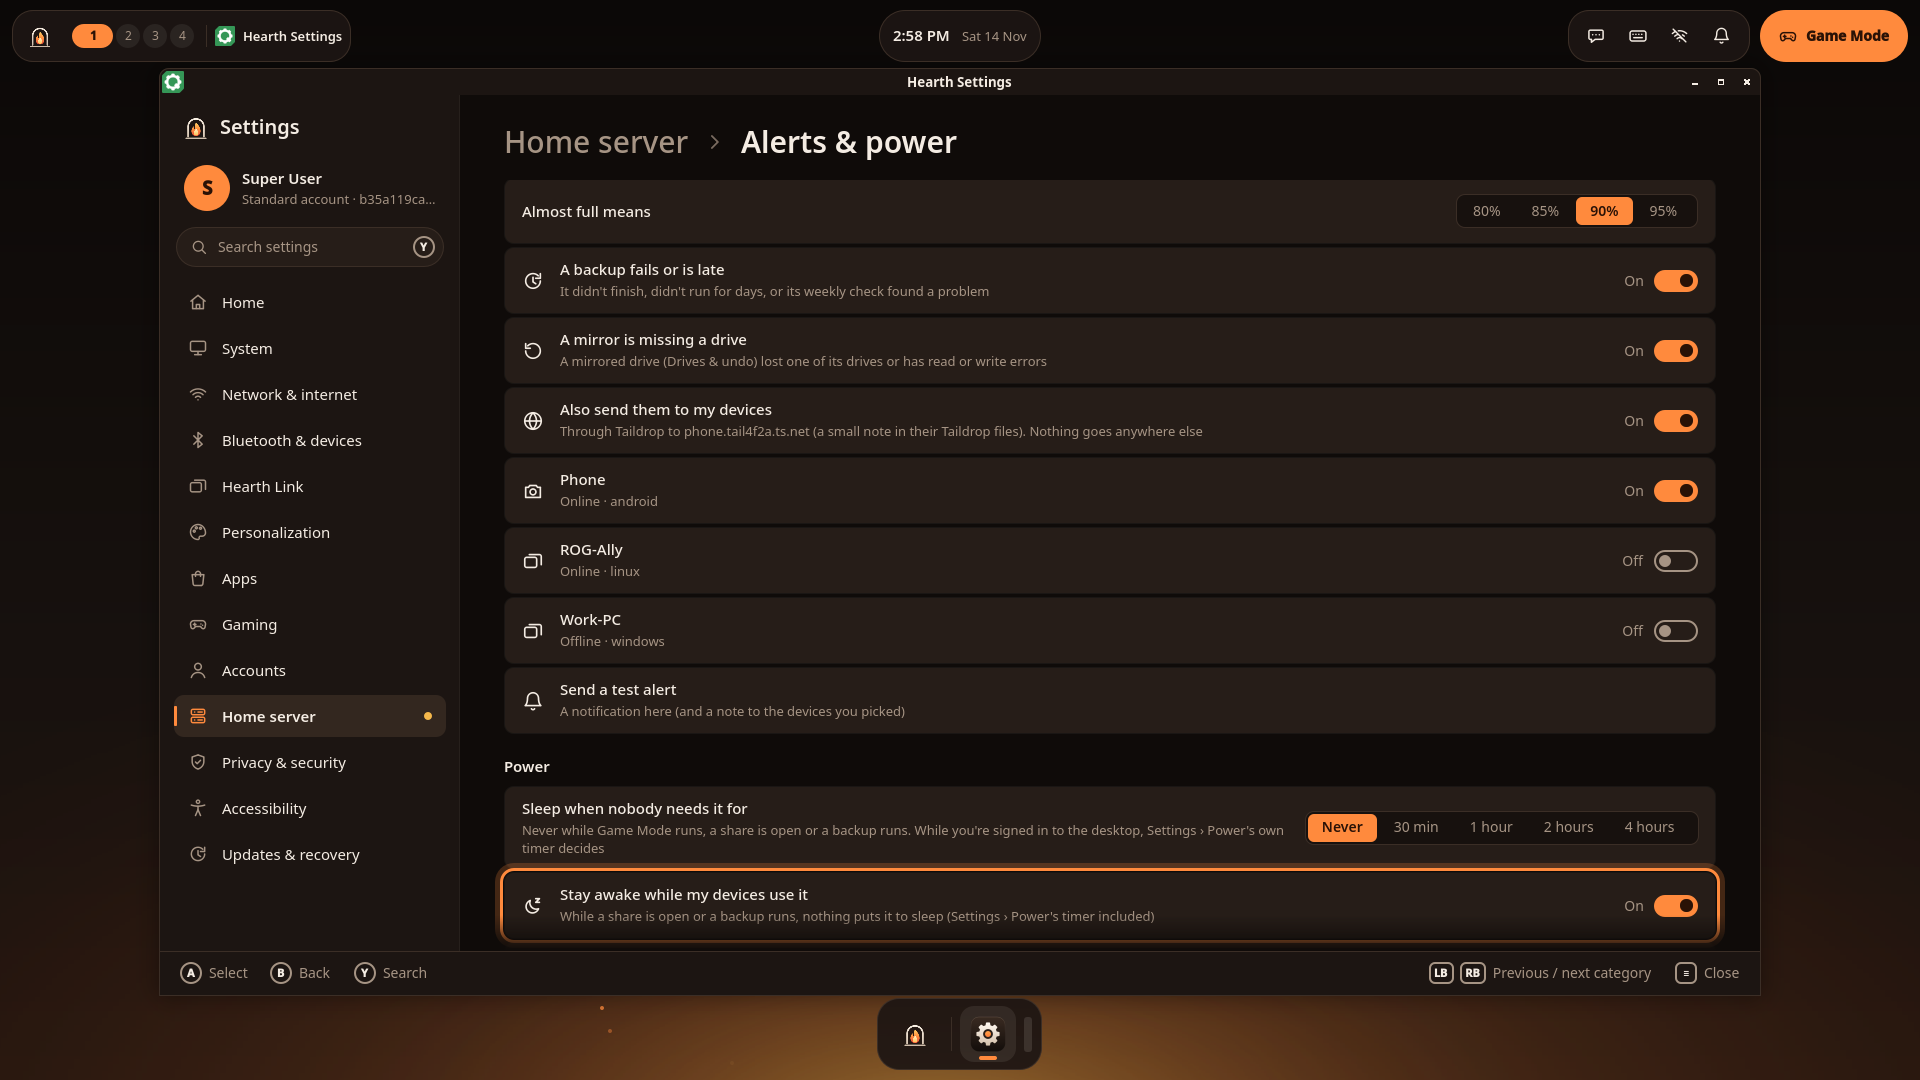 1 2 3 4 Hearth Settings
2:58 PM Sat 14 Nov
Game Mode
Hearth Settings
Settings
S
Super User
Standard account · b35a119ca...
Search settings Y
Home
System
Network & internet
Bluetooth & devices
Hearth Link
Personalization
Apps
Gaming
Accounts
Home server
Privacy & security
Accessibility
Updates & recovery
Home server > Alerts & power
Almost full means 80% 85% 90% 95%
A backup fails or is late
It didn't finish, didn't run for days, or its weekly check found a problem
On
A mirror is missing a drive
A mirrored drive (Drives & undo) lost one of its drives or has read or write errors
On
Also send them to my devices
Through Taildrop to phone.tail4f2a.ts.net (a small note in their Taildrop files). Nothing goes anywhere else
On
Phone
Online · android
On
ROG-Ally
Online · linux
Off
Work-PC
Offline · windows
Off
Send a test alert
A notification here (and a note to the devices you picked)
Power
Sleep when nobody needs it for
Never while Game Mode runs, a share is open or a backup runs. While you're signed in to the desktop, Settings › Power's own
timer decides
Never 30 min 1 hour 2 hours 4 hours
Stay awake while my devices use it
While a share is open or a backup runs, nothing puts it to sleep (Settings › Power's timer included)
On
A Select B Back Y Search
LB RB Previous / next category ≡ Close